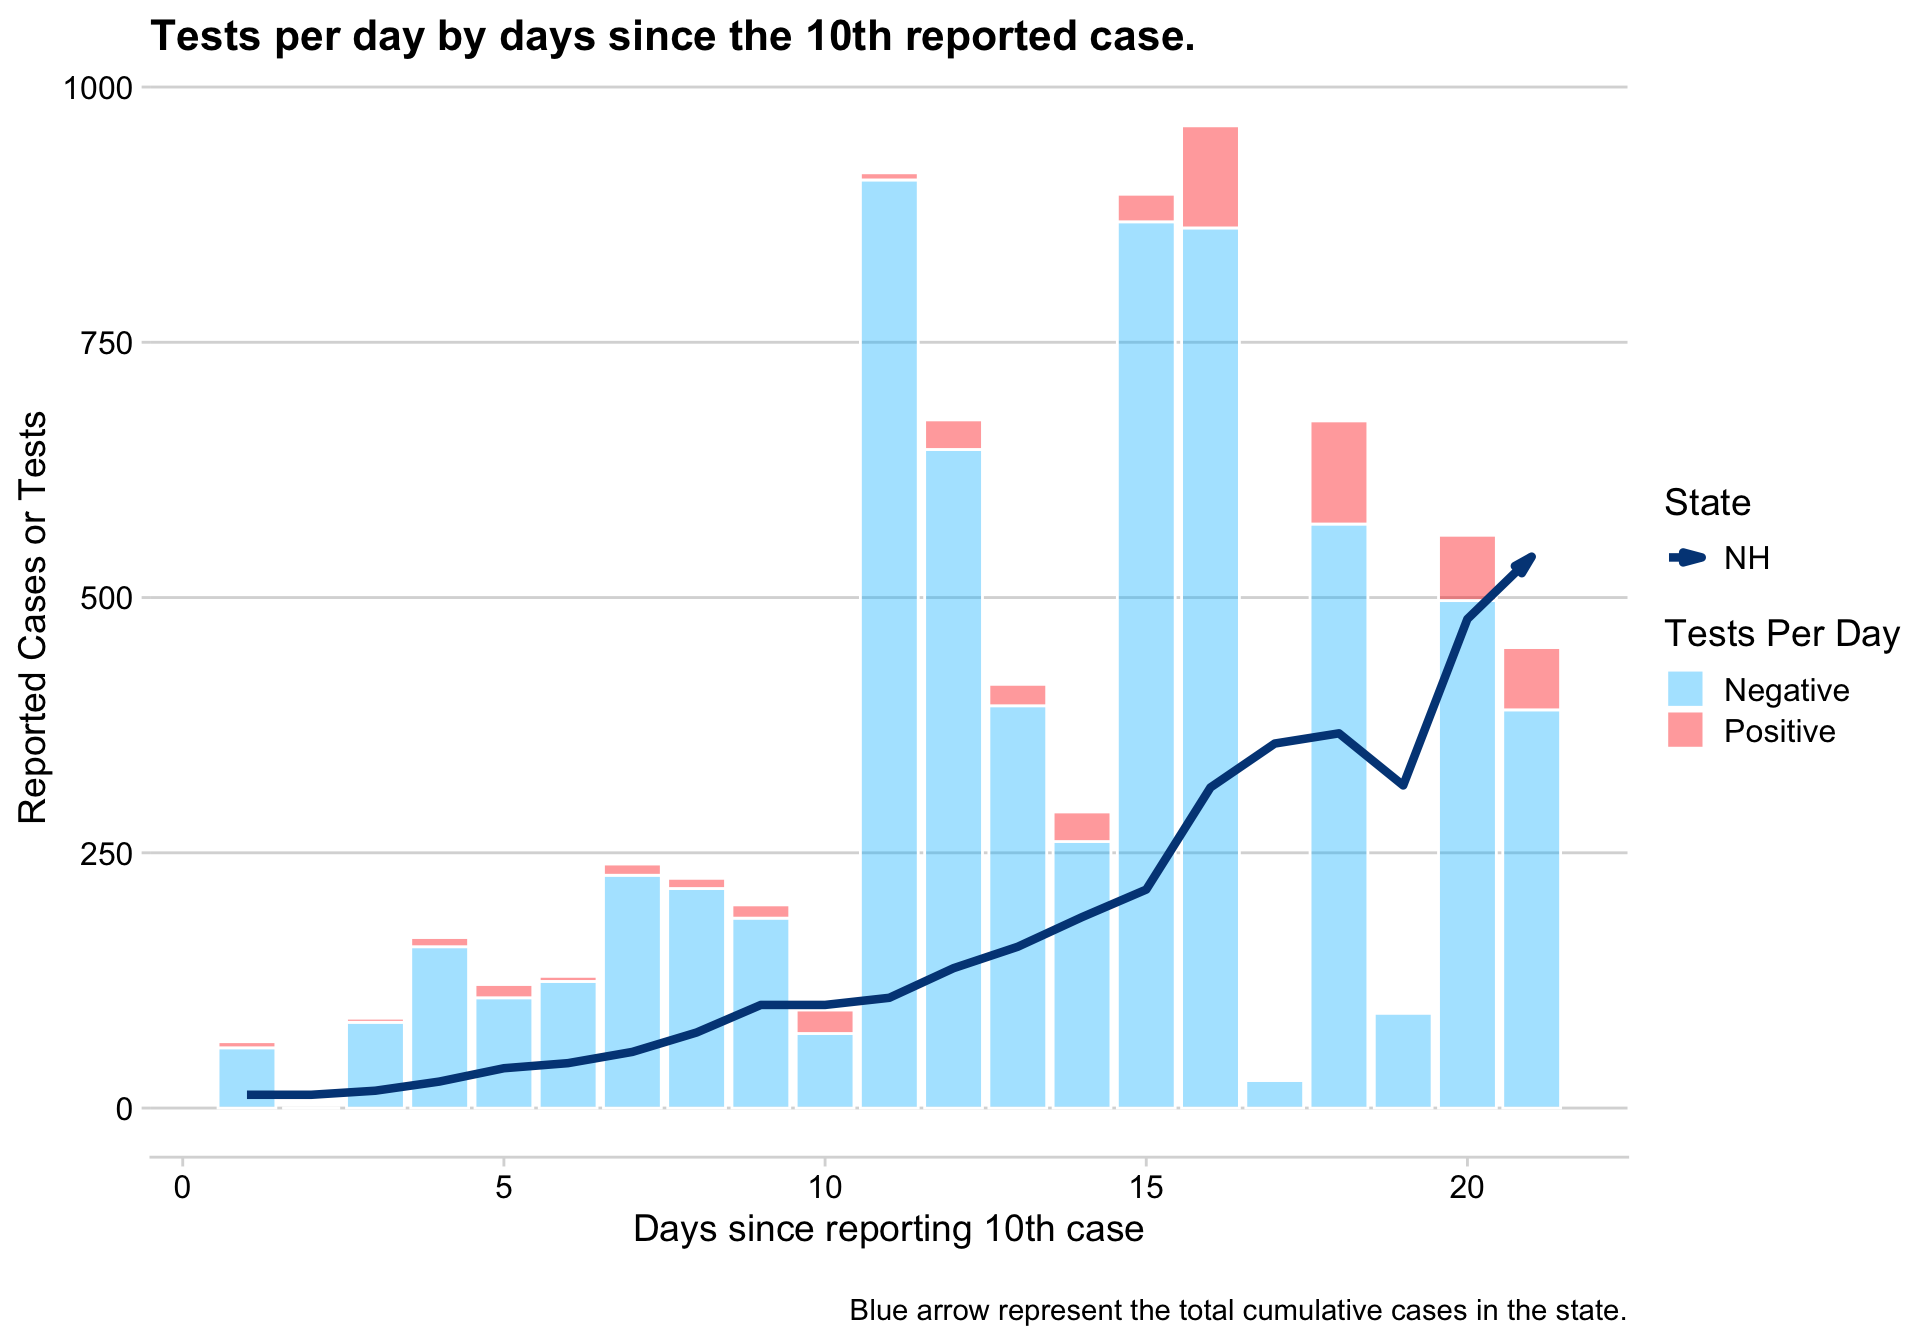 Tests per day by days since the 10th reported case.
1000
750
500
250
0
Reported Cases or Tests
0 5 10 15 20
Days since reporting 10th case
State
NH
Tests Per Day
Negative
Positive
Blue arrow represent the total cumulative cases in the state.